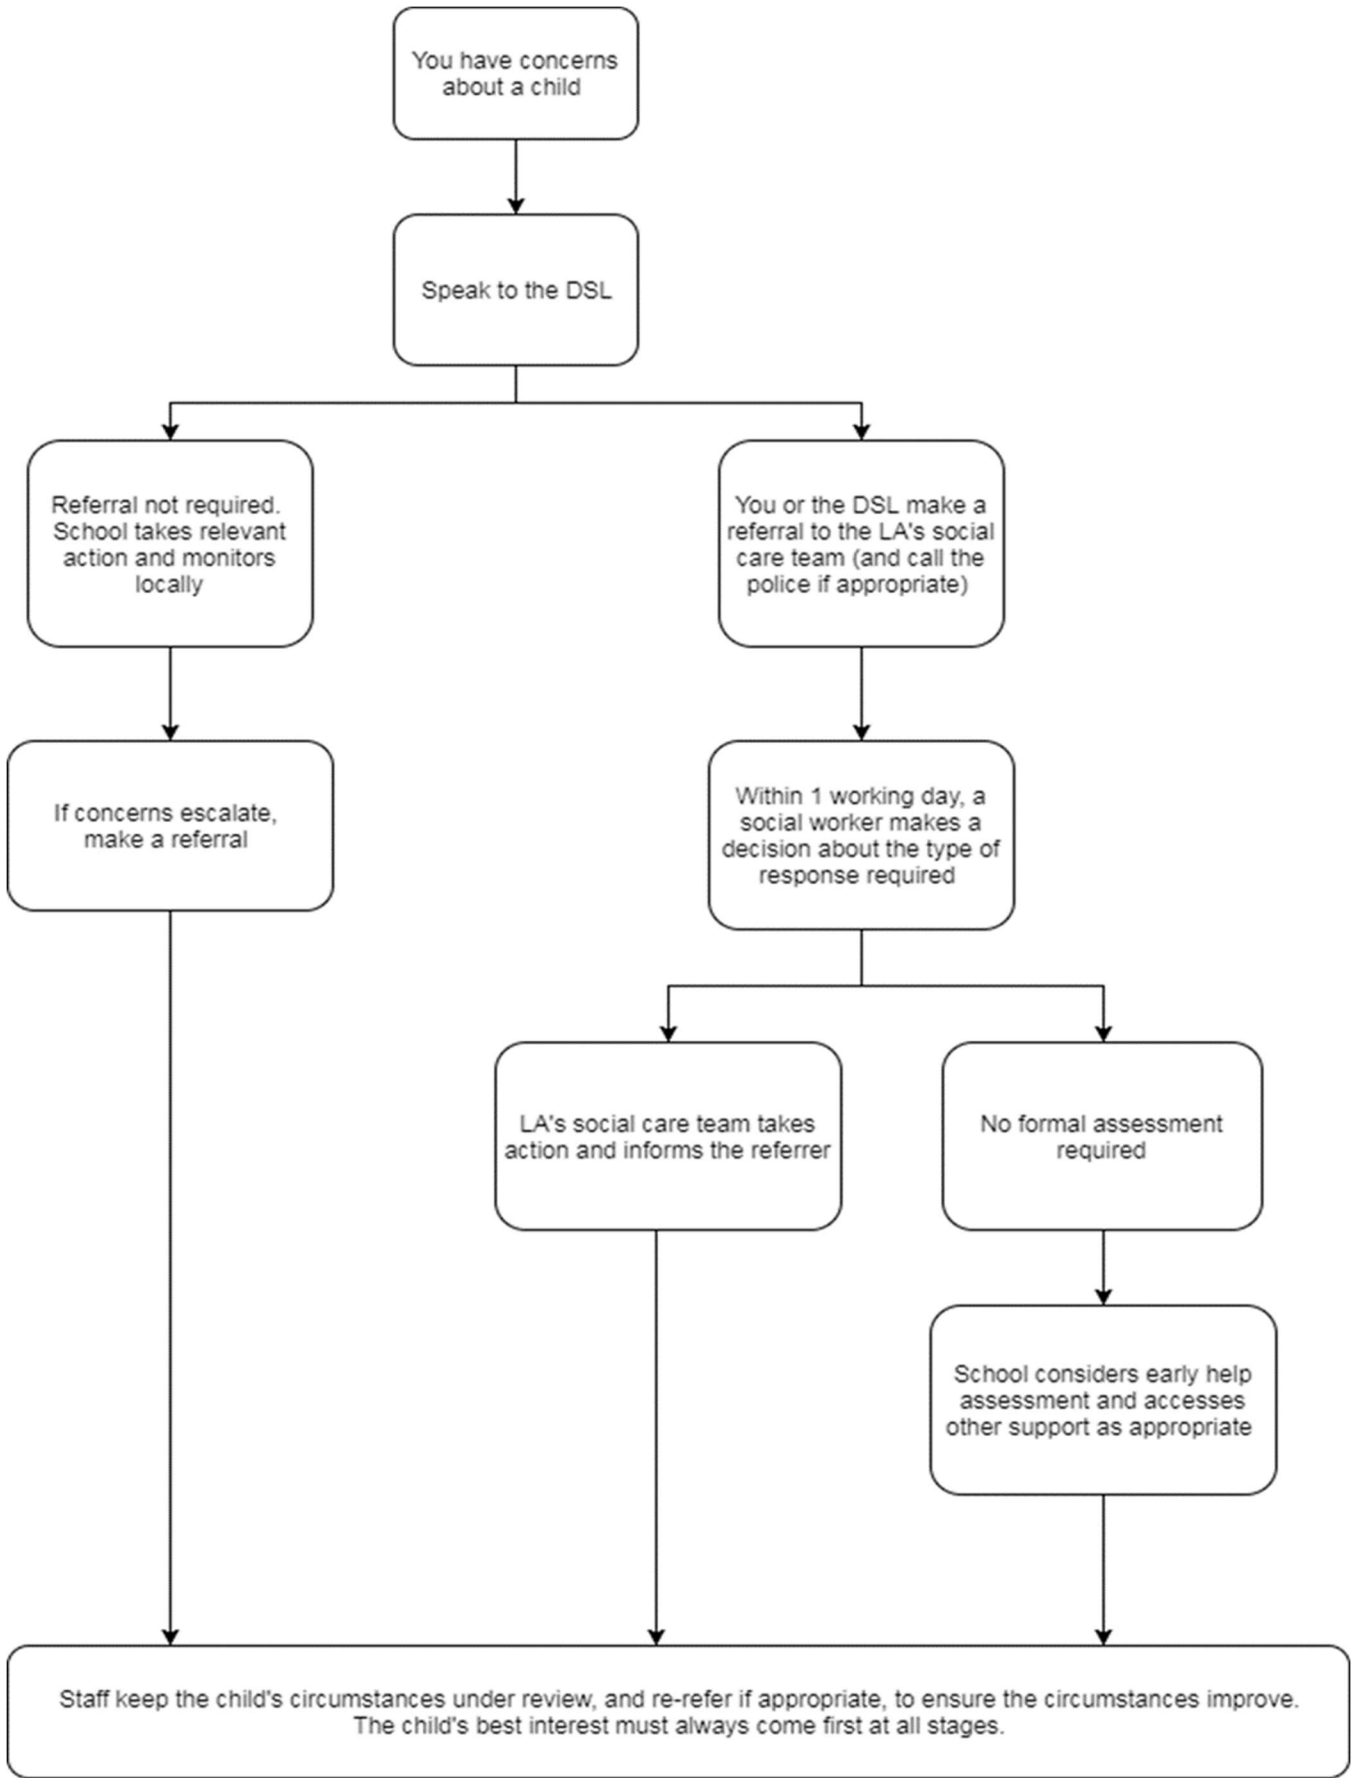 You have concerns
about a child
Speak to the DSL
Referral not required.
School takes relevant
action and monitors
locally
You or the DSL make a
referral to the LA's social
care team (and call the
police if appropriate)
If concerns escalate,
make a referral
Within 1 working day, a
social worker makes a
decision about the type of
response required
LA's social care team takes
action and informs the referrer
No formal assessment
required
School considers early help
assessment and accesses
other support as appropriate
Staff keep the child's circumstances under review, and re-refer if appropriate, to ensure the circumstances improve.
The child's best interest must always come first at all stages.